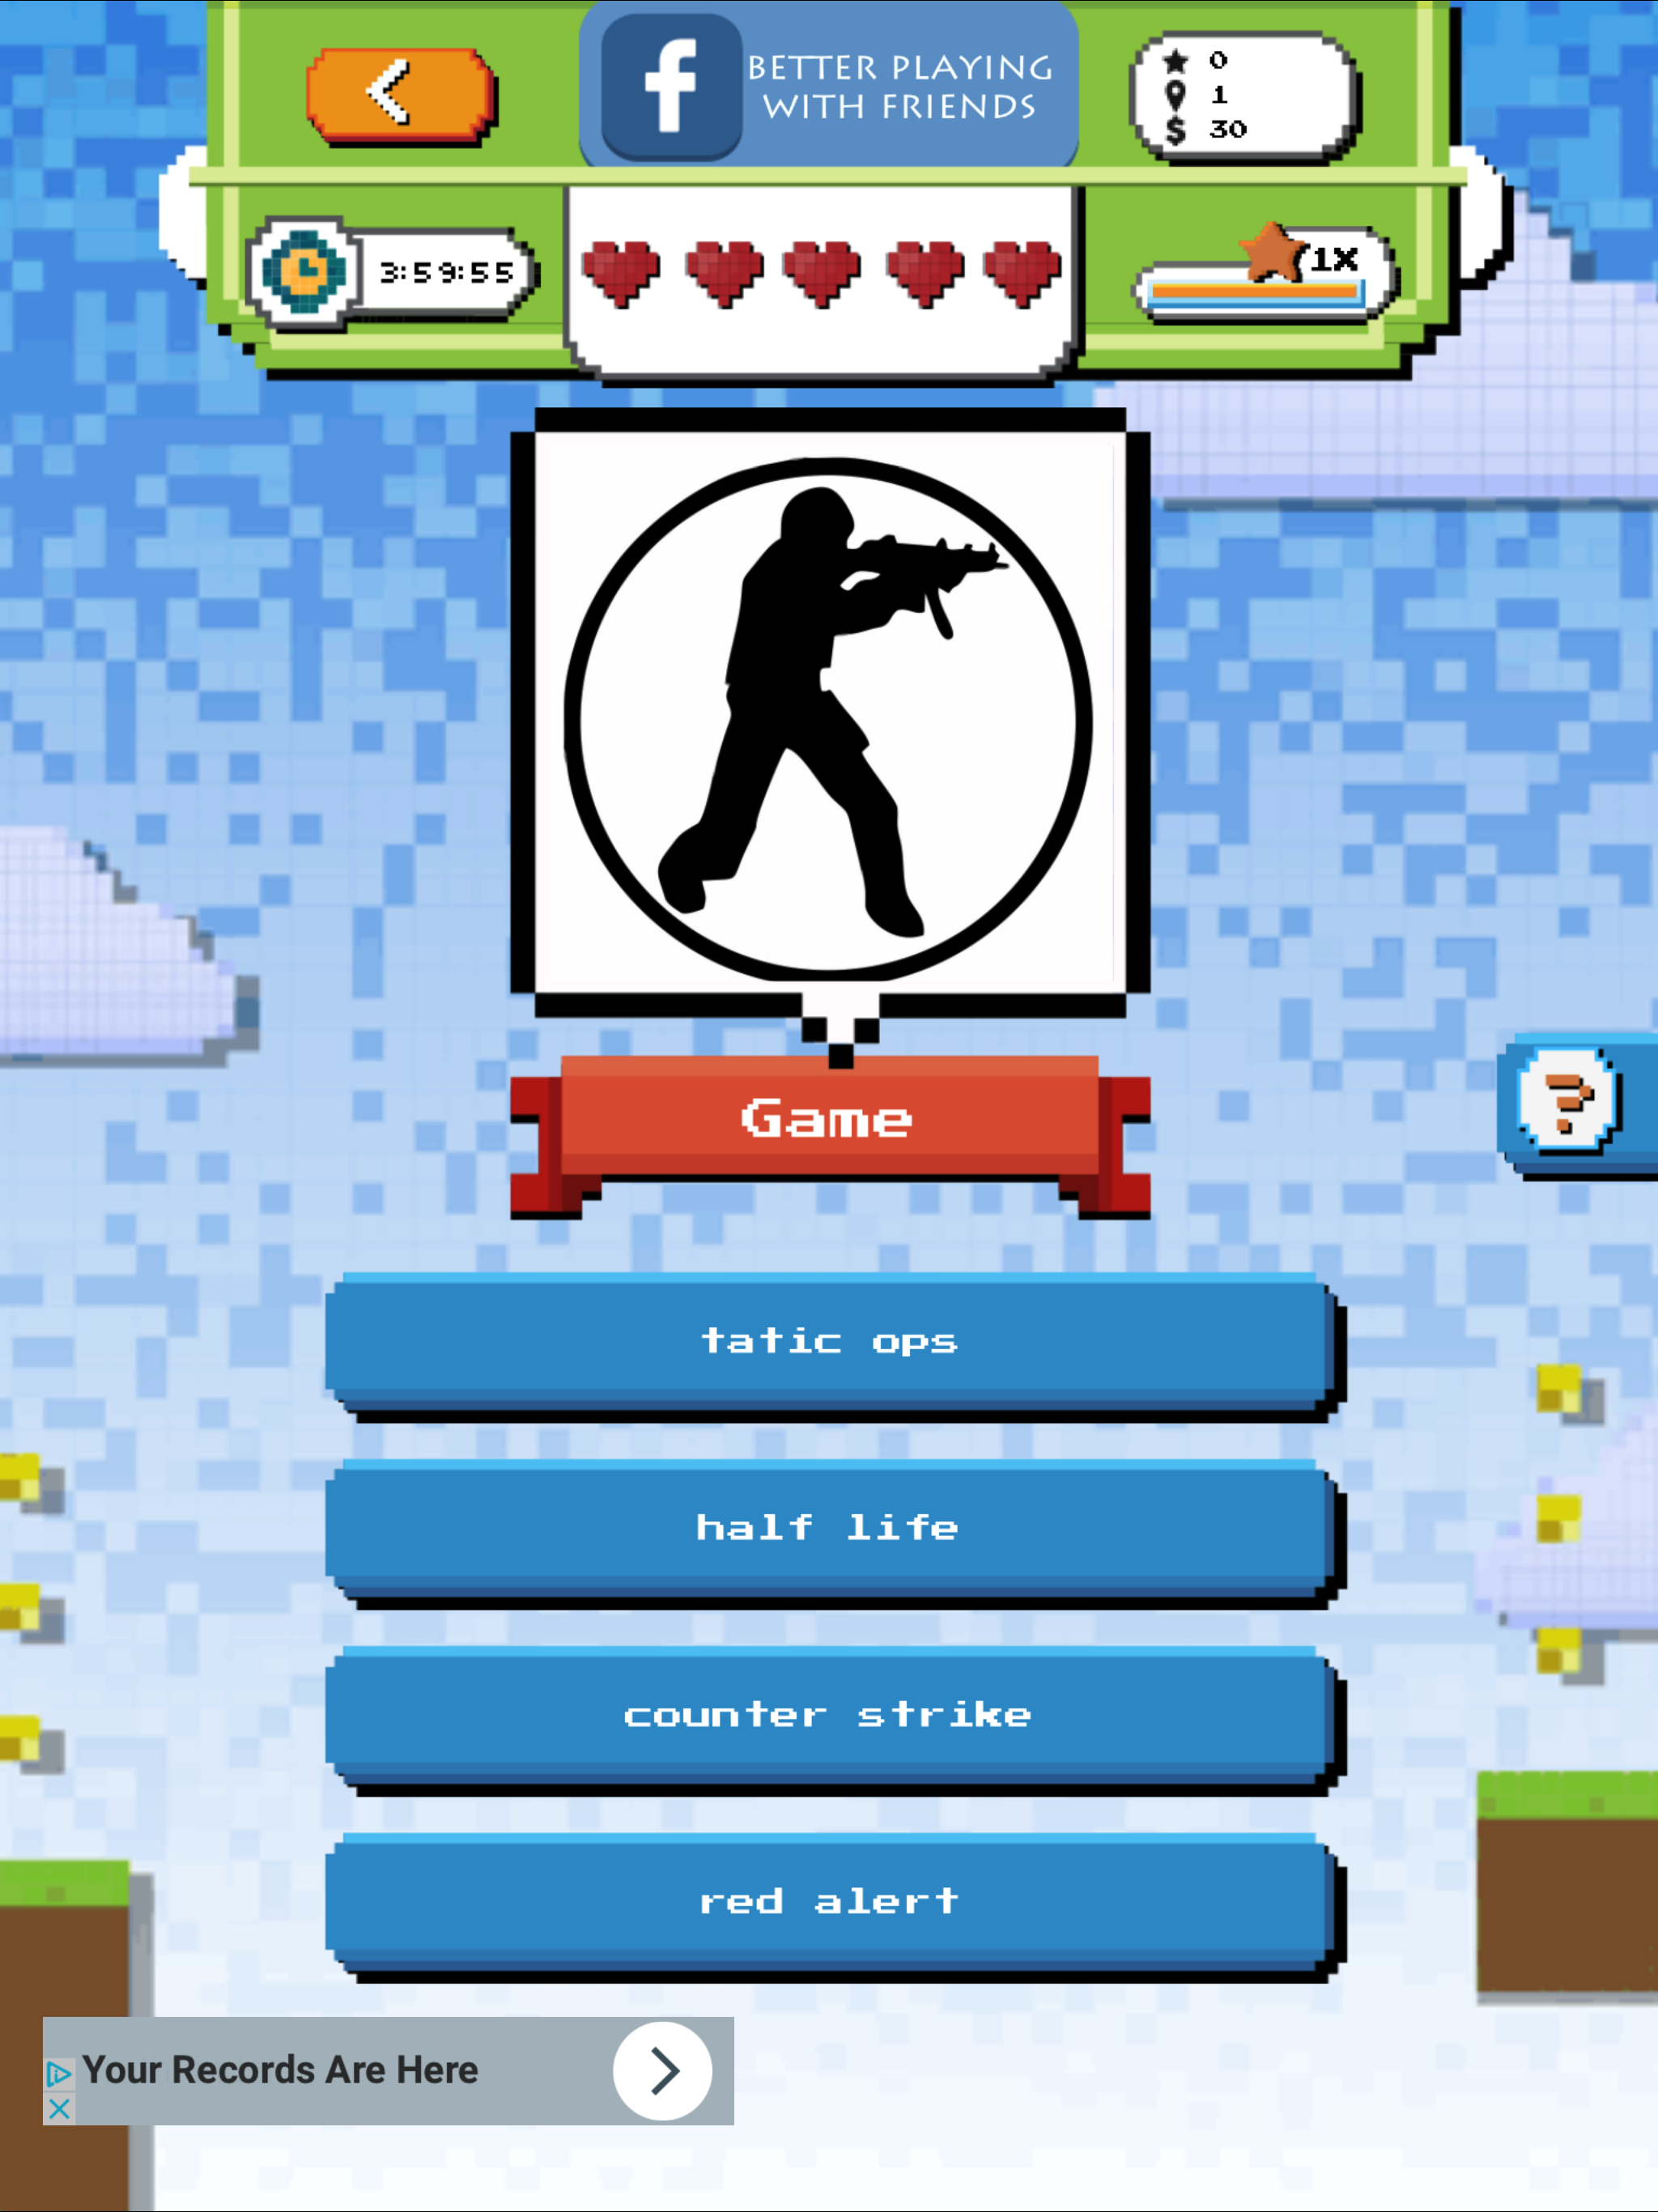 f
BETTER PLAYING
WITH FRIENDS
0
1
$ 30
3:59:55
1X
Game
?
tatic ops
half life
counter strike
red alert
Your Records Are Here